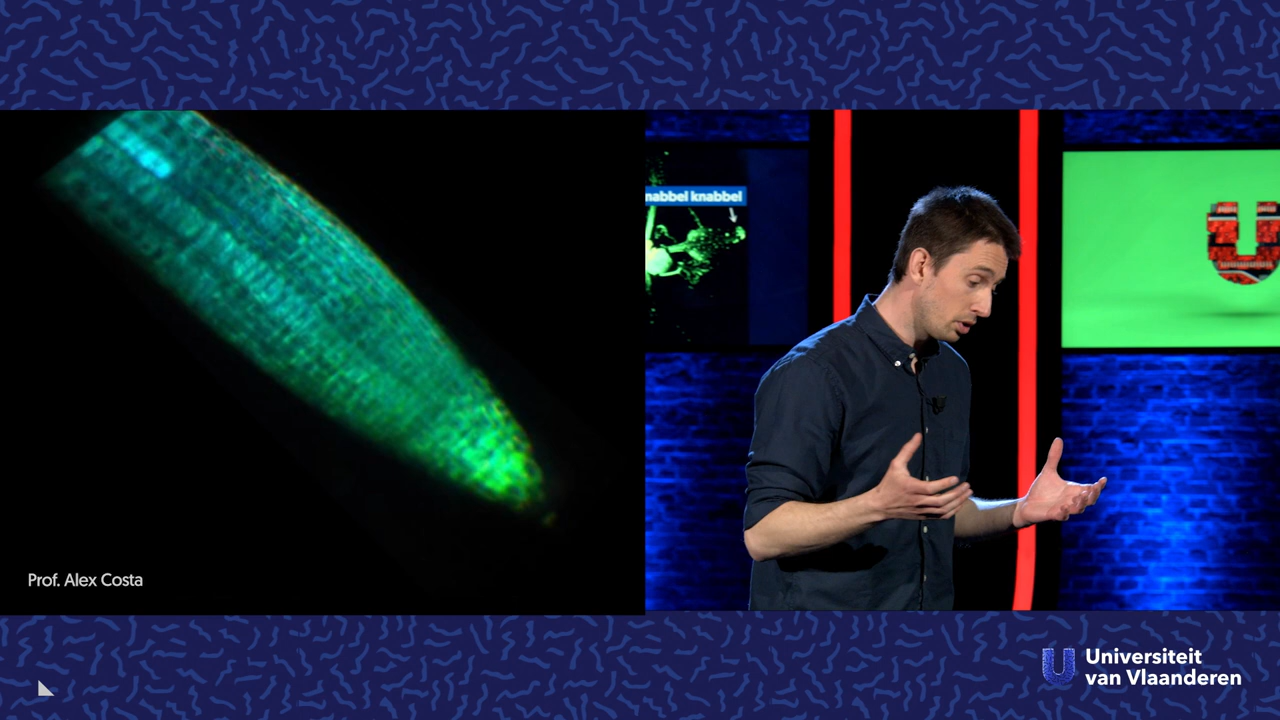 nabbel knabbel
U
Prof. Alex Costa
U
Universiteit
van Vlaanderen